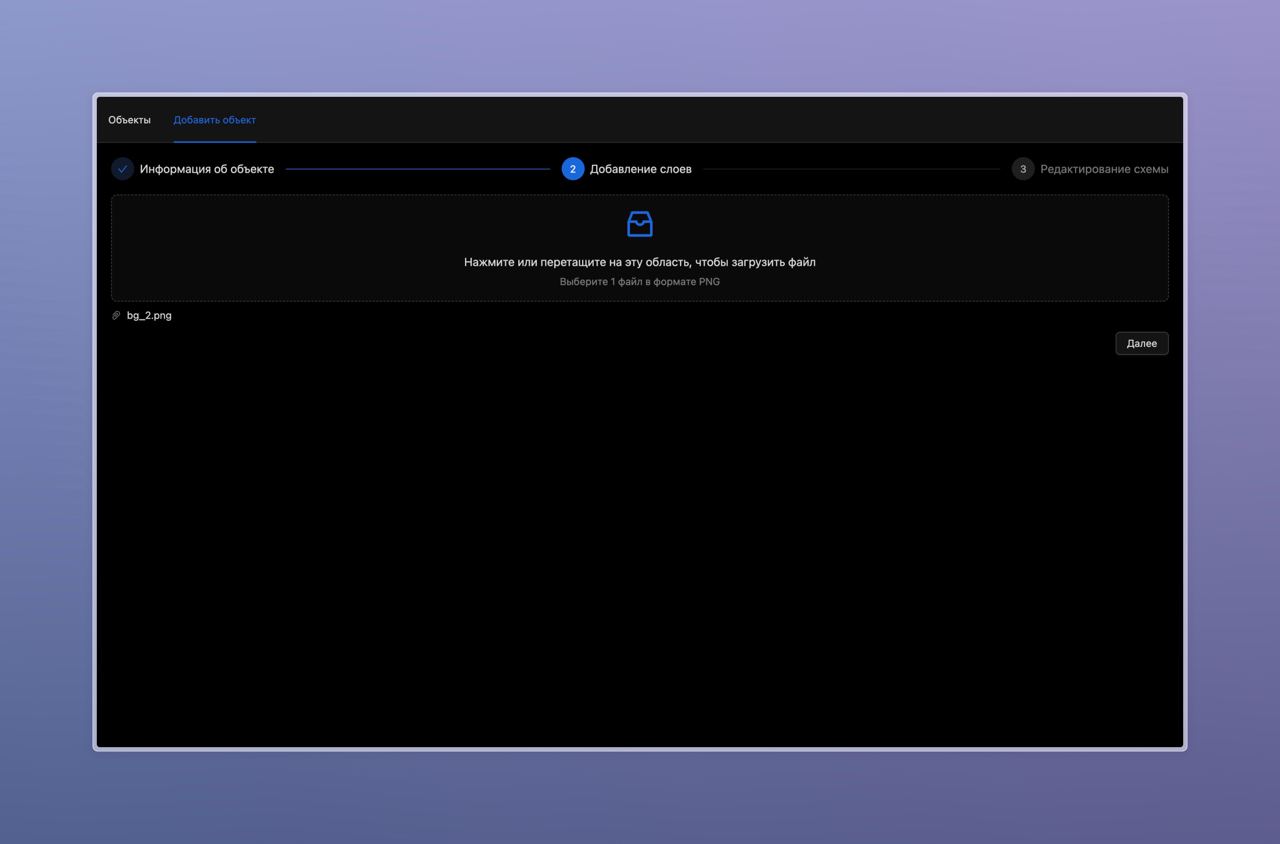 Объекты Добавить объект
Информация об объекте 2 Добавление слоев 3 Редактирование схемы
Нажмите или перетащите на эту область, чтобы загрузить файл
Выберите 1 файл в формате PNG
bg_2.png
Далее